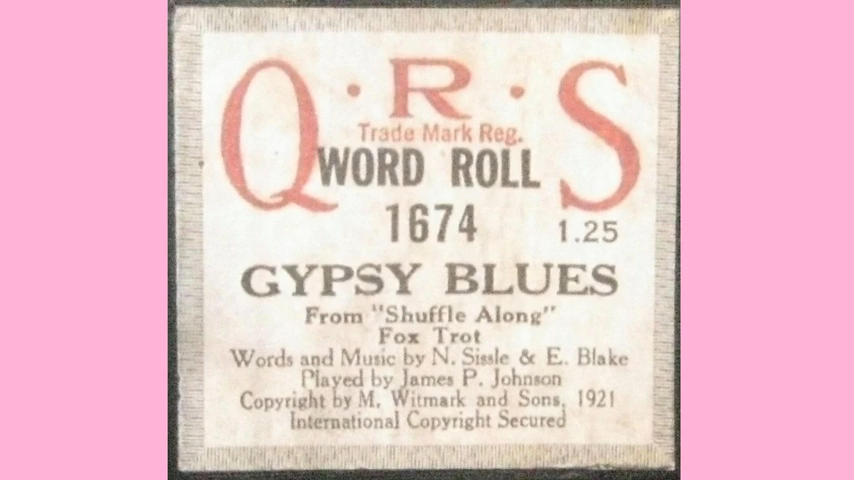 Q · R · S
Trade Mark Reg.
WORD ROLL
1674
1.25
GYPSY BLUES
From "Shuffle Along"
Fox Trot
Words and Music by N. Sissle & E. Blake
Played by James P. Johnson
Copyright by M. Witmark and Sons, 1921
International Copyright Secured